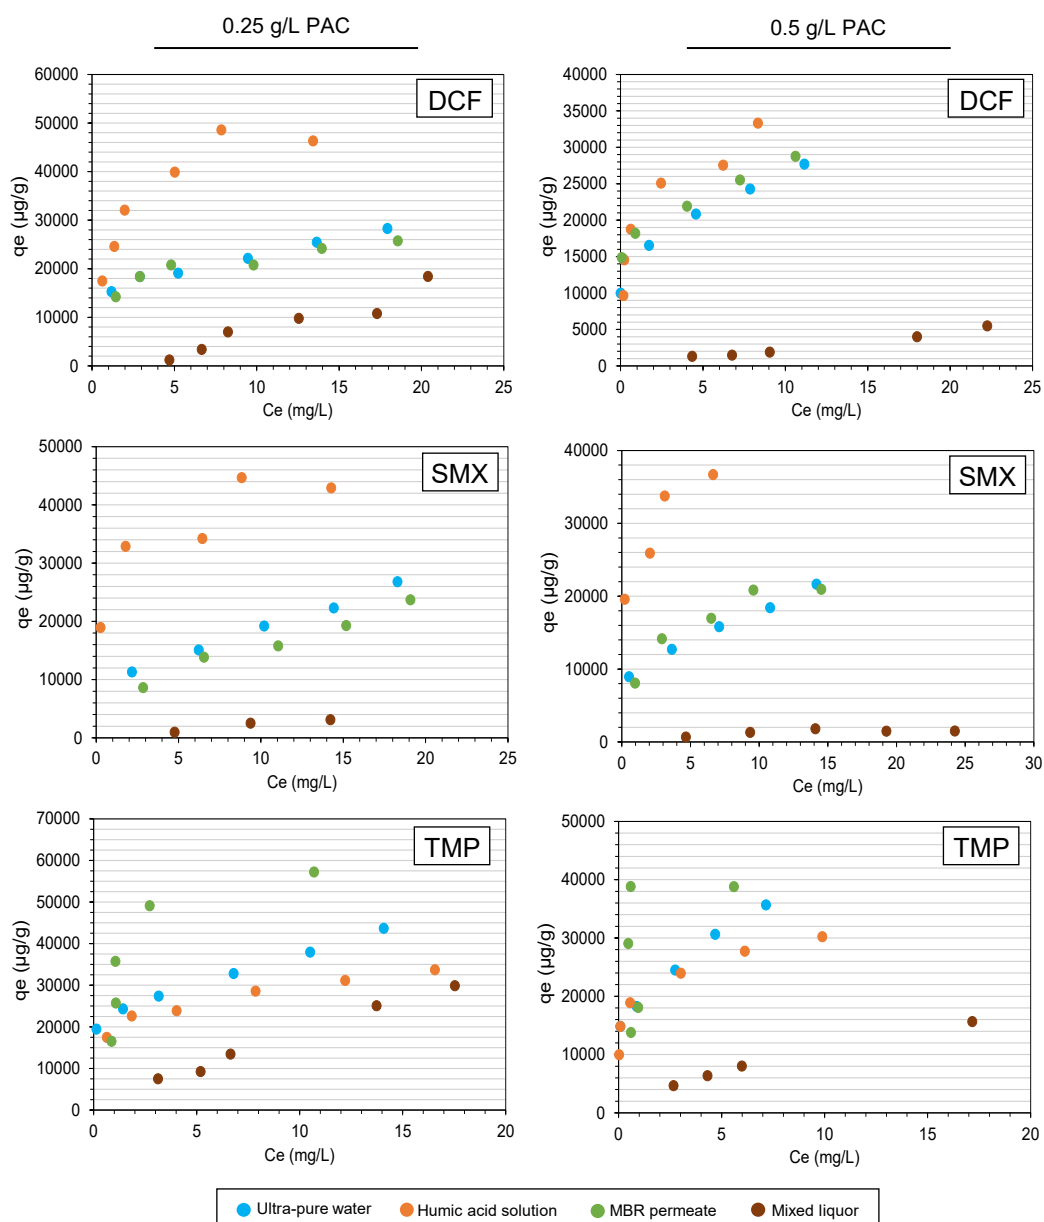 0.25 g/L PAC
0.5 g/L PAC
DCF
60000
50000
40000
30000
20000
10000
0
qe (µg/g)
0 5 10 15 20 25
Ce (mg/L)
DCF
40000
35000
30000
25000
20000
15000
10000
5000
0
qe (µg/g)
0 5 10 15 20 25
Ce (mg/L)
SMX
50000
40000
30000
20000
10000
0
qe (µg/g)
0 5 10 15 20 25
Ce (mg/L)
SMX
40000
30000
20000
10000
0
qe (µg/g)
0 5 10 15 20 25 30
Ce (mg/L)
TMP
70000
60000
50000
40000
30000
20000
10000
0
qe (µg/g)
0 5 10 15 20
Ce (mg/L)
TMP
50000
40000
30000
20000
10000
0
qe (µg/g)
0 5 10 15 20
Ce (mg/L)
Ultra-pure water Humic acid solution MBR permeate Mixed liquor